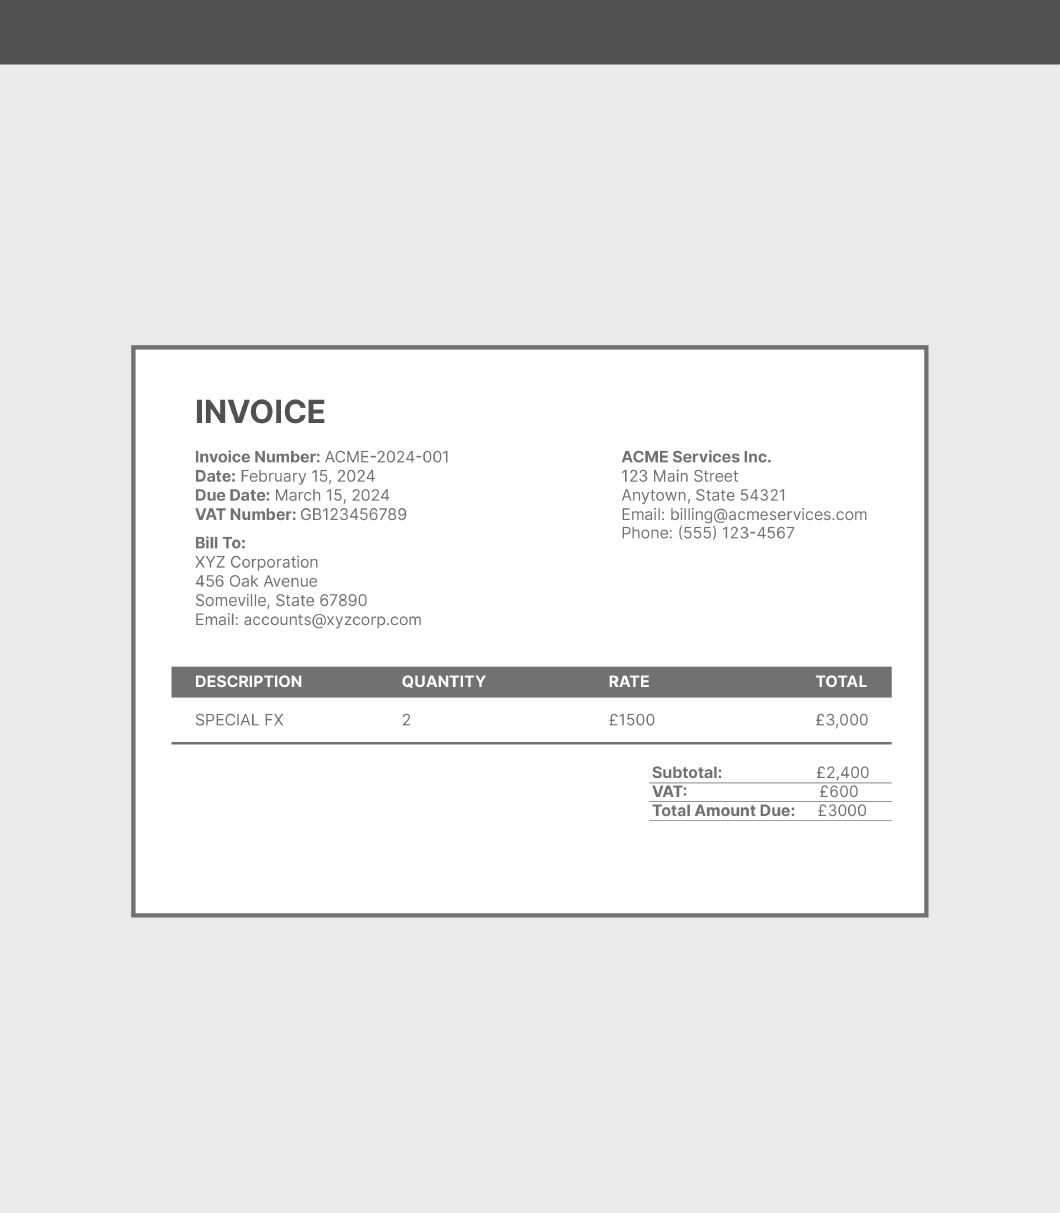 INVOICE
Invoice Number: ACME-2024-001
Date: February 15, 2024
Due Date: March 15, 2024
VAT Number: GB123456789
Bill To:
XYZ Corporation
456 Oak Avenue
Someville, State 67890
Email: accounts@xyzcorp.com
ACME Services Inc.
123 Main Street
Anytown, State 54321
Email: billing@acmeservices.com
Phone: (555) 123-4567
DESCRIPTION QUANTITY RATE TOTAL
SPECIAL FX 2 £1500 £3,000
Subtotal: £2,400
VAT: £600
Total Amount Due: £3000